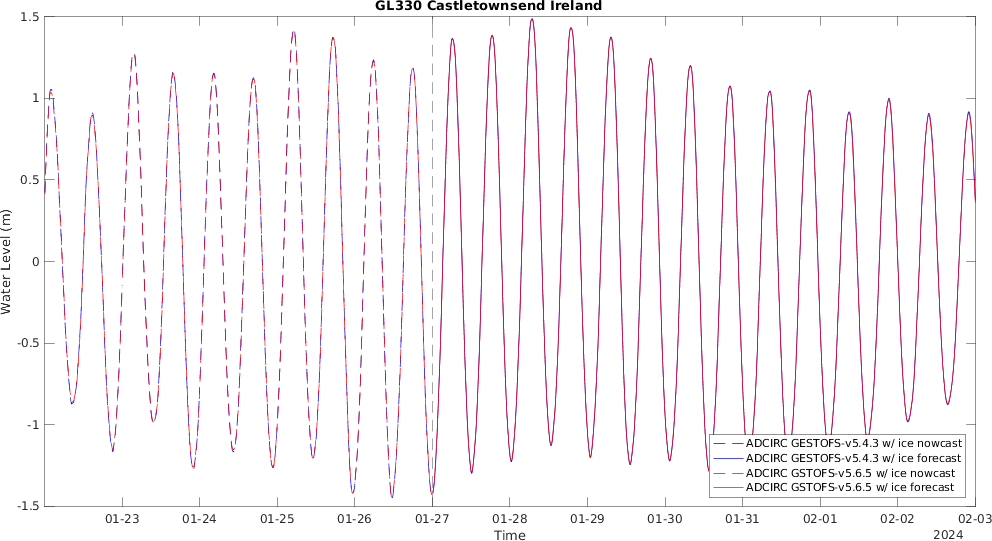 GL330 Castletownsend Ireland
Water Level (m)
1.5
1
0.5
0
-0.5
-1
-1.5
ADCIRC GESTOFS-v5.4.3 w/ ice nowcast
ADCIRC GESTOFS-v5.4.3 w/ ice forecast
ADCIRC GSTOFS-v5.6.5 w/ ice nowcast
ADCIRC GSTOFS-v5.6.5 w/ ice forecast
01-23 01-24 01-25 01-26 01-27 01-28 01-29 01-30 01-31 02-01 02-02 02-03
Time
2024